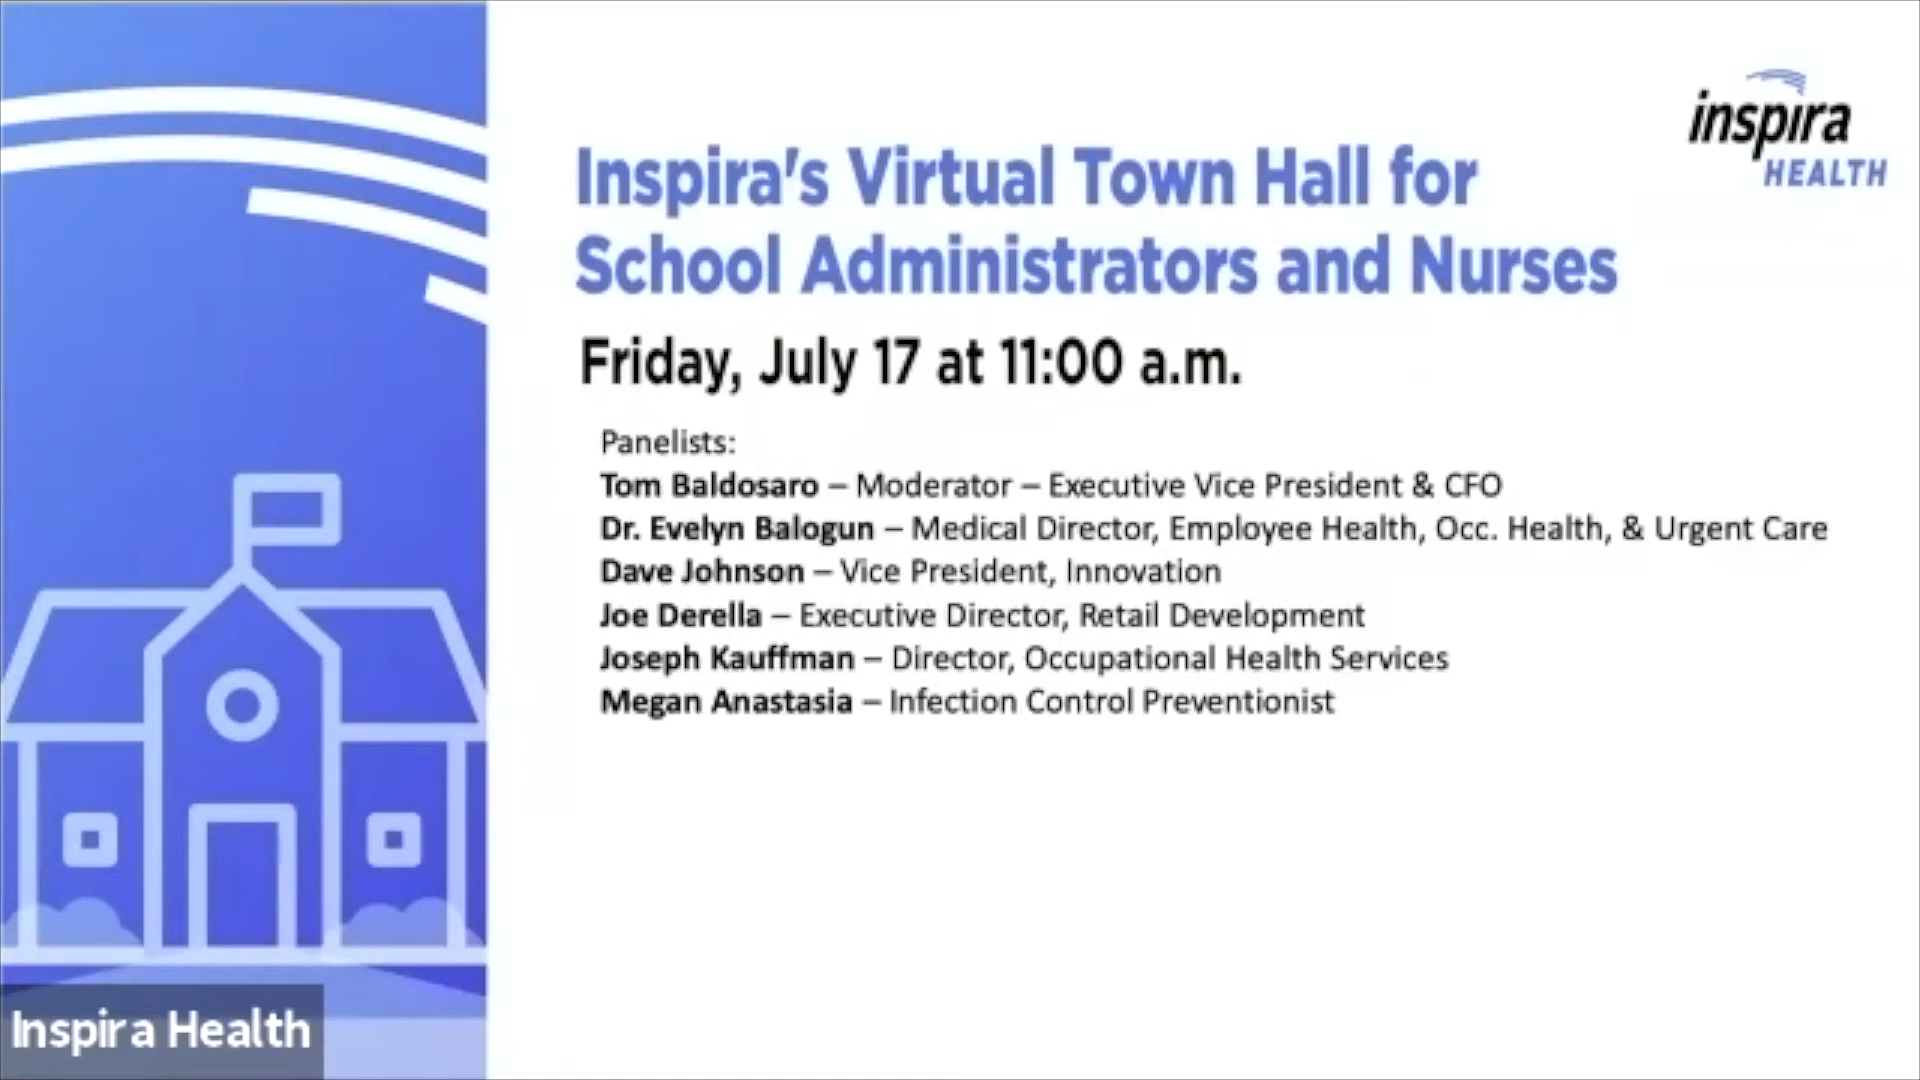 inspira
HEALTH
Inspira's Virtual Town Hall for
School Administrators and Nurses
Friday, July 17 at 11:00 a.m.
Panelists:
Tom Baldosaro – Moderator – Executive Vice President & CFO
Dr. Evelyn Balogun – Medical Director, Employee Health, Occ. Health, & Urgent Care
Dave Johnson – Vice President, Innovation
Joe Derella – Executive Director, Retail Development
Joseph Kauffman – Director, Occupational Health Services
Megan Anastasia – Infection Control Preventionist
Inspira Health